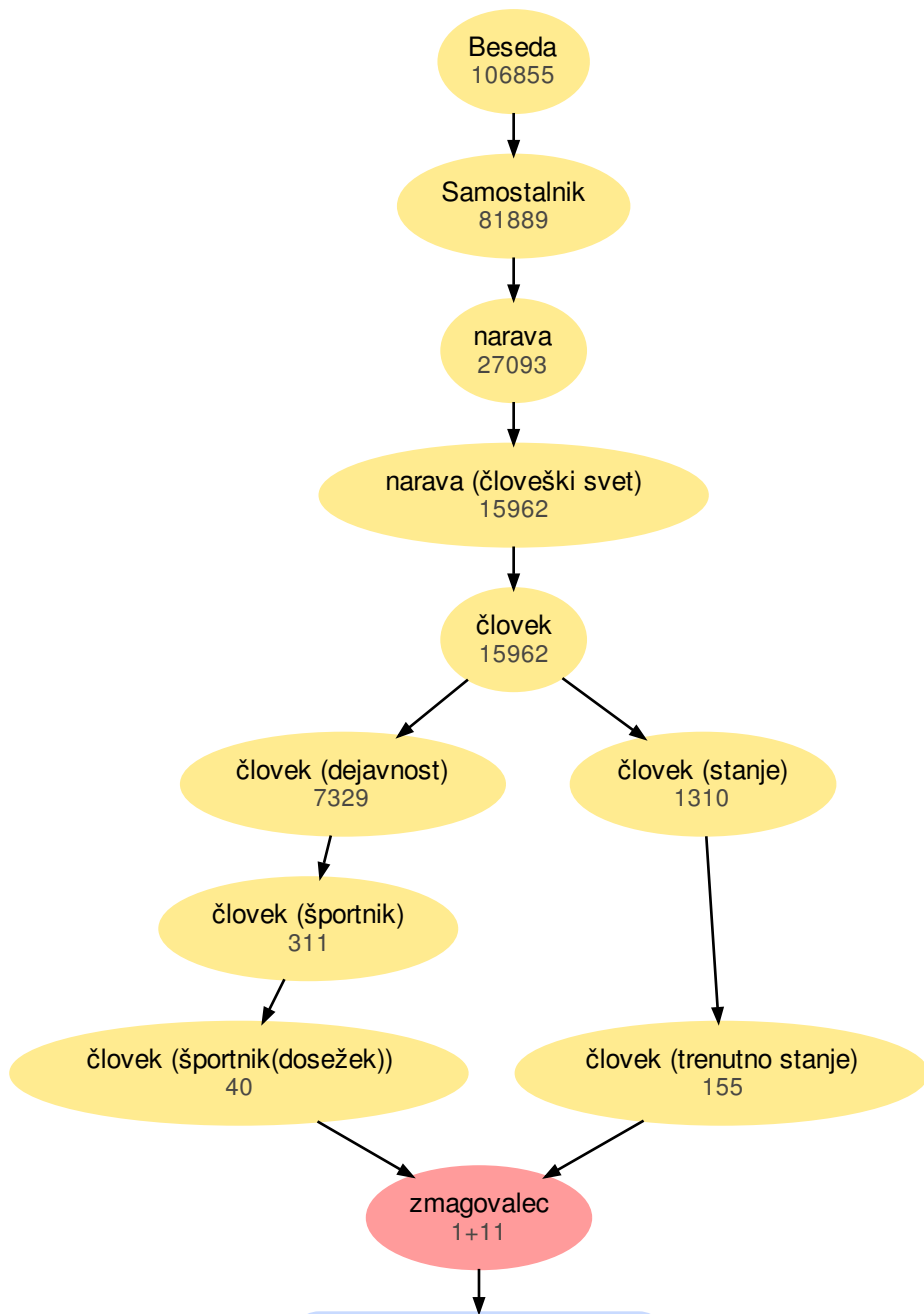 Beseda
106855
Samostalnik
81889
narava
27093
narava (človeški svet)
15962
človek
15962
človek (dejavnost)
7329
človek (stanje)
1310
človek (športnik)
311
človek (športnik(dosežek))
40
človek (trenutno stanje)
155
zmagovalec
1+11